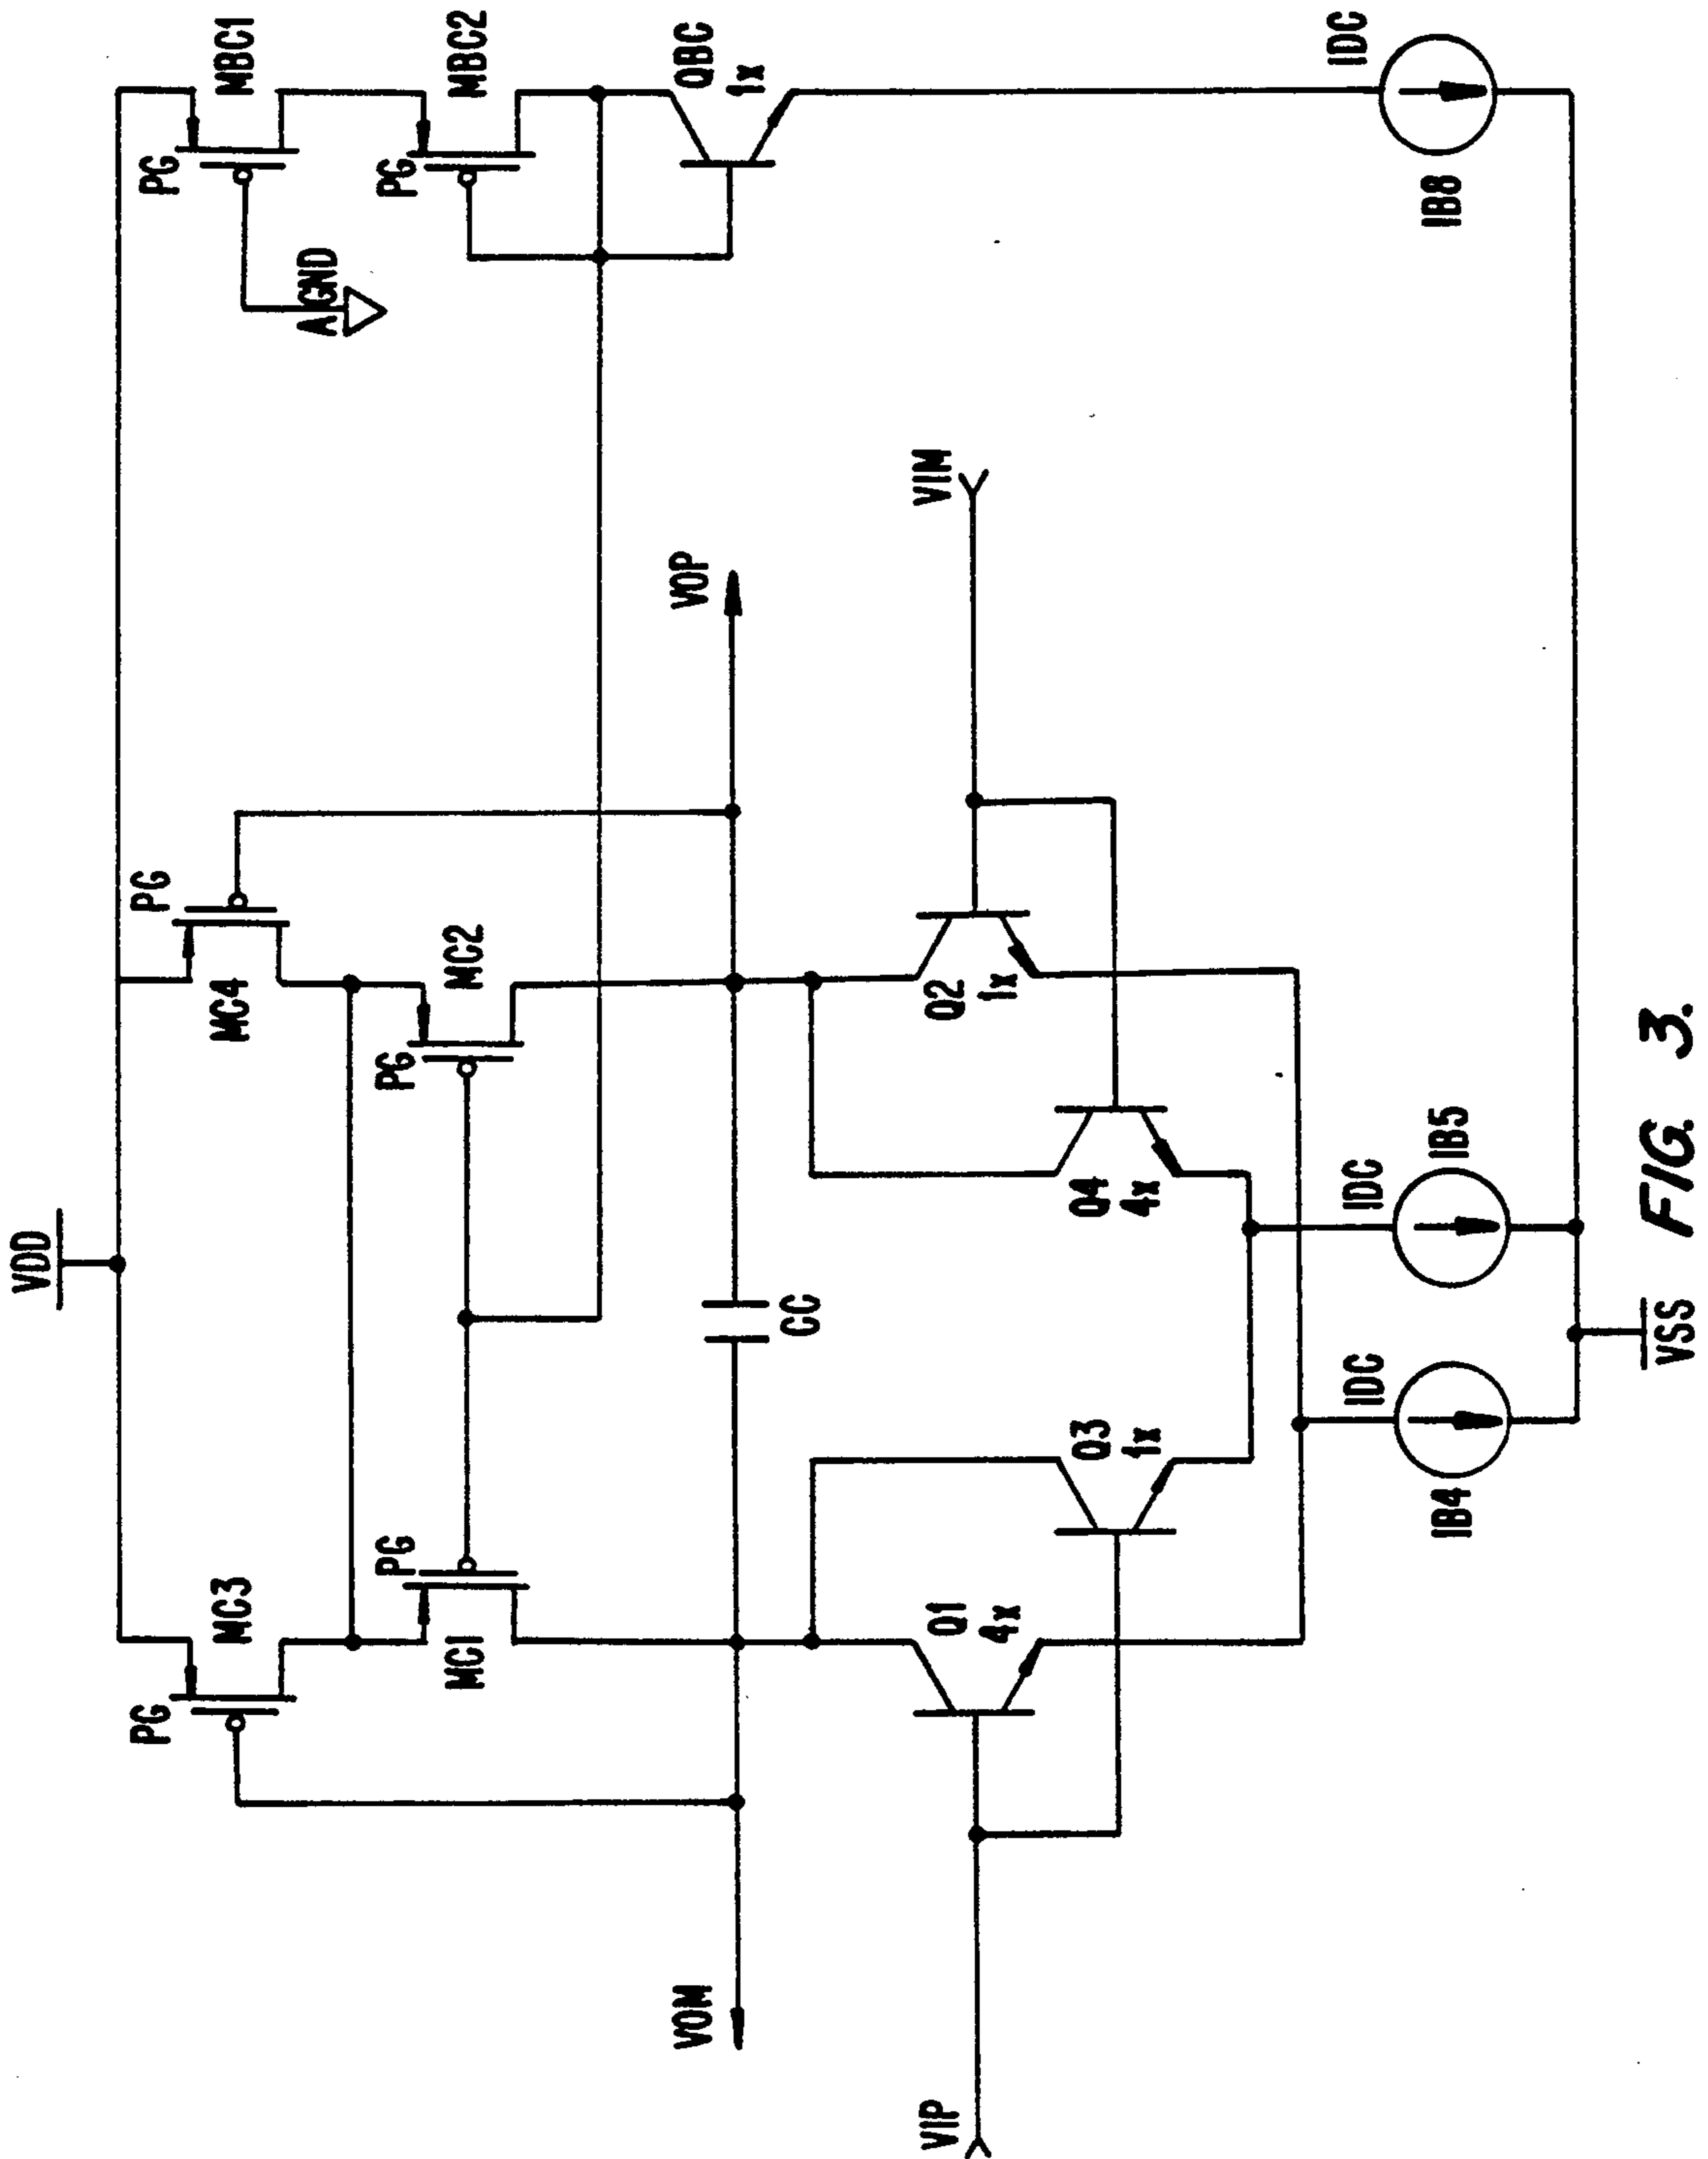 VDD
PG
MC3
MC4
PG
PG
MBC1
AGND
PG
MC1
PG
MC2
PG
MBC2
QBC
1x
VOM
CC
VOP
VIP
Q1
4x
Q2
1x
VIM
Q3
1x
Q4
4x
IDC
IB4
IDC
IB5
IDC
IB8
VSS
FIG. 3.